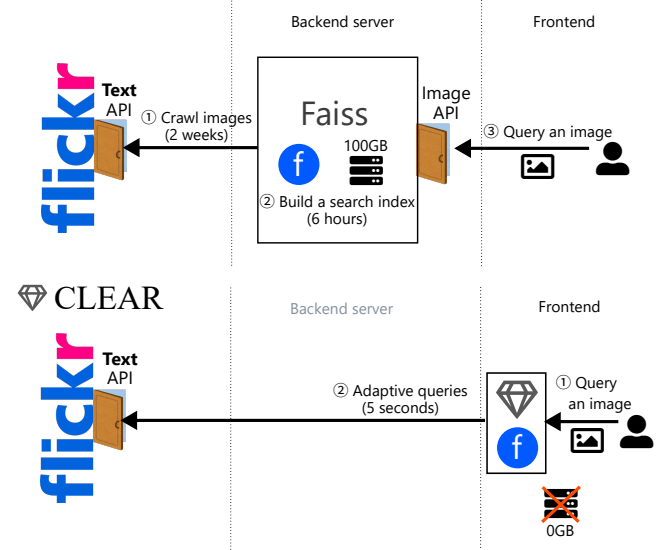 Backend server
Frontend
flickr
Text
API
① Crawl images
(2 weeks)
Faiss
f
100GB
② Build a search index
(6 hours)
Image
API
③ Query an image
CLEAR
Backend server
Frontend
flickr
Text
API
② Adaptive queries
(5 seconds)
f
① Query
an image
0GB